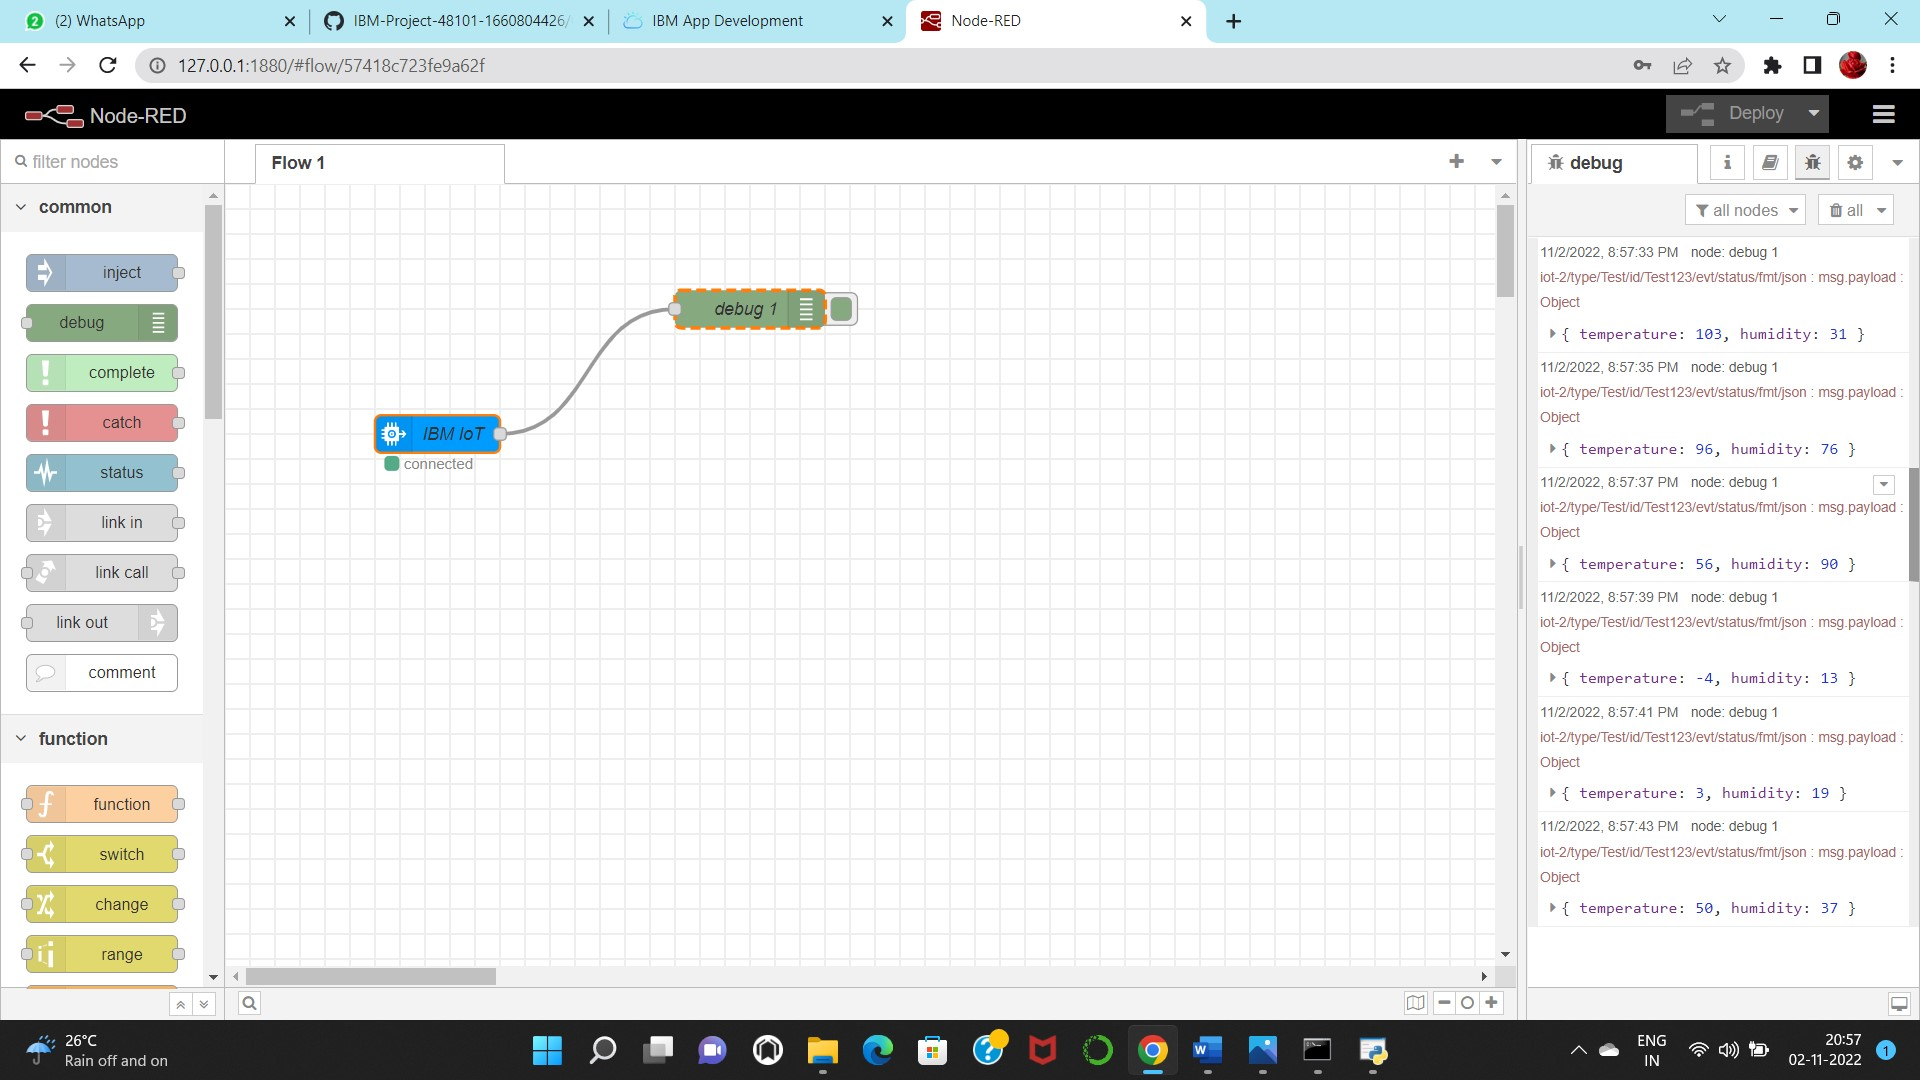 (2) WhatsApp
IBM-Project-48101-1660804426/
IBM App Development
Node-RED
127.0.0.1:1880/#flow/57418c723fe9a62f
Node-RED
Deploy
filter nodes
common
inject
debug
complete
catch
status
link in
link call
link out
comment
function
function
switch
change
range
Flow 1
debug 1
IBM IoT
connected
debug
all nodes
all
11/2/2022, 8:57:33 PM node: debug 1
iot-2/type/Test/id/Test123/evt/status/fmt/json : msg.payload :
Object
{ temperature: 103, humidity: 31 }
11/2/2022, 8:57:35 PM node: debug 1
iot-2/type/Test/id/Test123/evt/status/fmt/json : msg.payload :
Object
{ temperature: 96, humidity: 76 }
11/2/2022, 8:57:37 PM node: debug 1
iot-2/type/Test/id/Test123/evt/status/fmt/json : msg.payload :
Object
{ temperature: 56, humidity: 90 }
11/2/2022, 8:57:39 PM node: debug 1
iot-2/type/Test/id/Test123/evt/status/fmt/json : msg.payload :
Object
{ temperature: -4, humidity: 13 }
11/2/2022, 8:57:41 PM node: debug 1
iot-2/type/Test/id/Test123/evt/status/fmt/json : msg.payload :
Object
{ temperature: 3, humidity: 19 }
11/2/2022, 8:57:43 PM node: debug 1
iot-2/type/Test/id/Test123/evt/status/fmt/json : msg.payload :
Object
{ temperature: 50, humidity: 37 }
26°C
Rain off and on
ENG
IN
20:57
02-11-2022
1